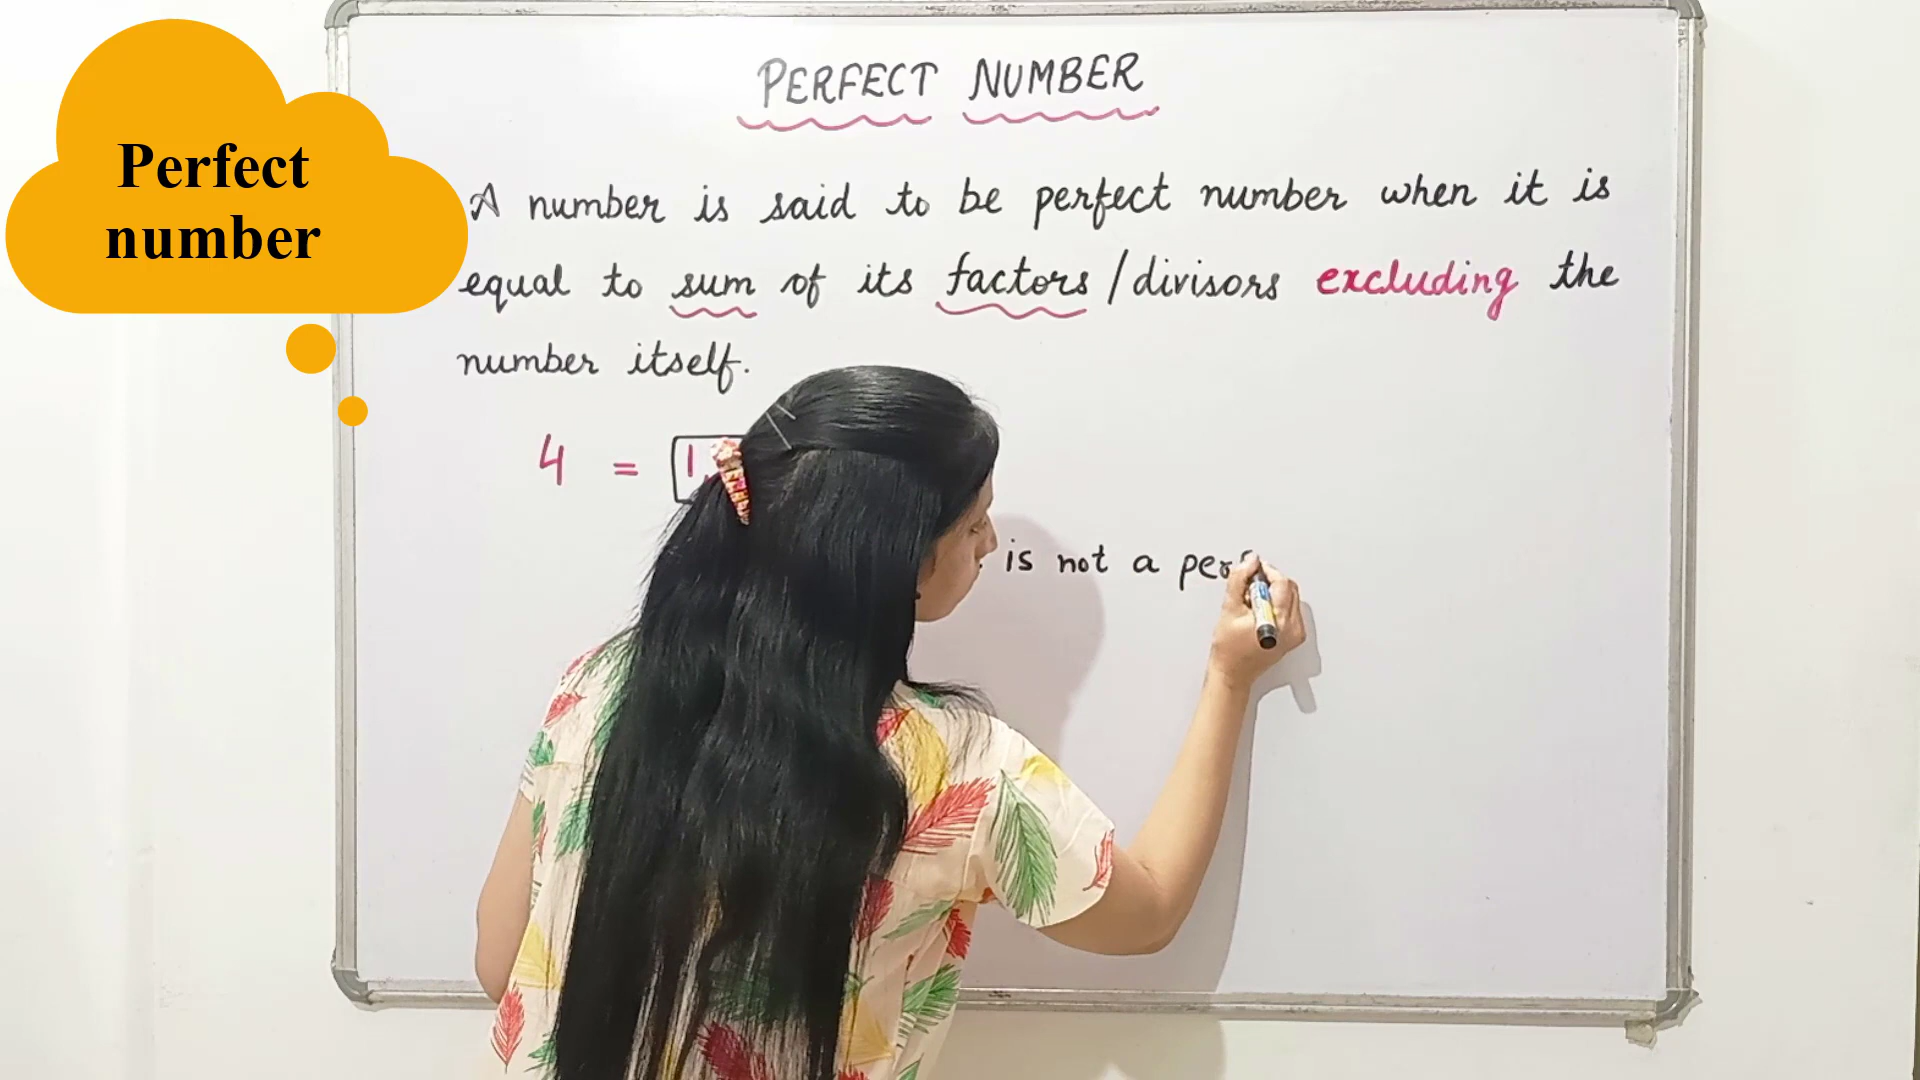 Perfect
number
PERFECT NUMBER
A number is said to be perfect number when it is
equal to sum of its factors/divisors excluding the
number itself.
4 = 1,
is not a perf